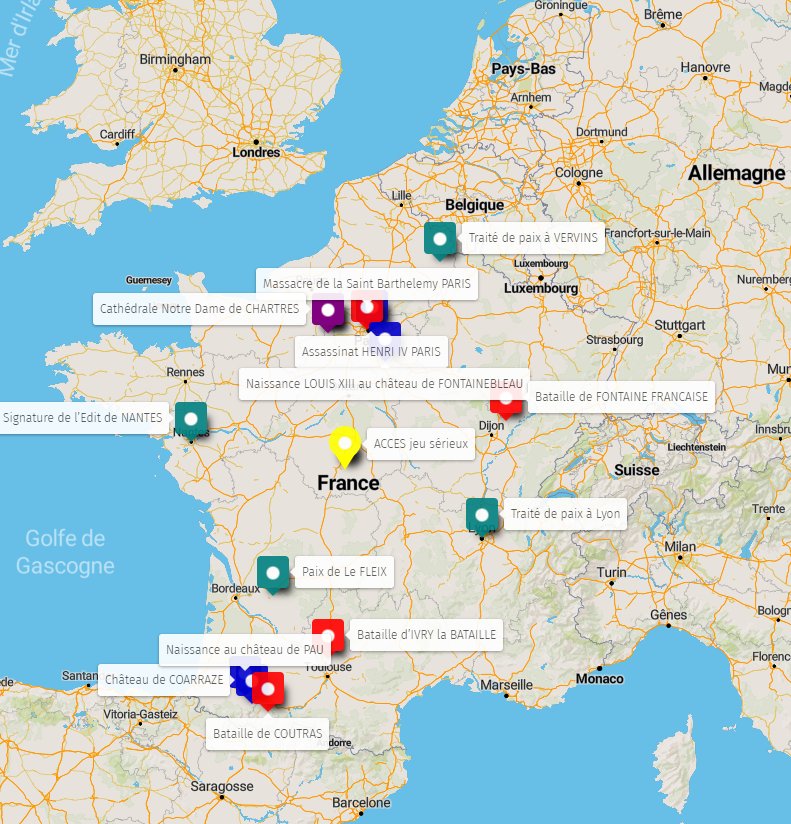 Mer d'Irla
Groningue
Brême
Birmingham
Pays-Bas
Hanovre
Magde
Arnhem
Cardiff
Londres
Dortmund
Cologne
Allemagne
Lille
Belgique
Traité de paix à VERVINS
Francfort-sur-le-Main
Luxembourg
Guernesey
Massacre de la Saint Barthelemy PARIS
Luxembourg
Nuremberg
Cathédrale Notre Dame de CHARTRES
Stuttgart
Strasbourg
Assassinat HENRI IV PARIS
Rennes
Mun
Naissance LOUIS XIII au château de FONTAINEBLEAU
Bataille de FONTAINE FRANCAISE
Signature de l'Edit de NANTES
Dijon
Innsbru
ACCES jeu sérieux
Liechtenstein
Suisse
France
Traité de paix à Lyon
Trente
Golfe de
Gascogne
Milan
Paix de Le FLEIX
Turin
Bordeaux
Bologn
Gênes
Bataille d'IVRY la BATAILLE
Naissance au château de PAU
Florenc
Toulouse
Santan
Château de COARRAZE
Monaco
Marseille
Vitoria-Gasteiz
Bataille de COUTRAS
Andorre
Saragosse
Barcelone